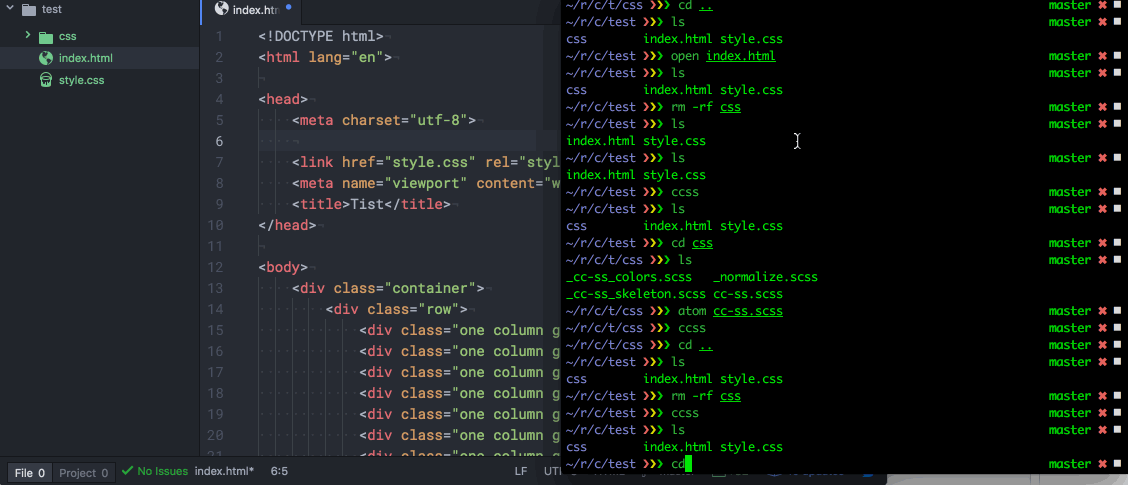 test
css
index.html
style.css
index.htm
1 <!DOCTYPE html>¬
2 <html lang="en">¬
3 ¬
4 <head>¬
5 <meta charset="utf-8">¬
6 ¬
7 <link href="style.css" rel="styl
8 <meta name="viewport" content="w
9 <title>Tist</title>¬
10 </head>¬
11 ¬
12 <body>¬
13 <div class="container">¬
14 <div class="row">¬
15 <div class="one column g
16 <div class="one column g
17 <div class="one column g
18 <div class="one column g
19 <div class="one column g
20 <div class="one column g
21 <div class="one column g
File 0 Project 0 No Issues index.html* 6:5 LF
~/r/c/t/css ❯❯❯ cd .. master ✖ ◼
~/r/c/test ❯❯❯ ls master ✖ ◼
css index.html style.css
~/r/c/test ❯❯❯ open index.html master ✖ ◼
~/r/c/test ❯❯❯ ls master ✖ ◼
css index.html style.css
~/r/c/test ❯❯❯ rm -rf css master ✖ ◼
~/r/c/test ❯❯❯ ls master ✖ ◼
index.html style.css
~/r/c/test ❯❯❯ ls master ✖ ◼
index.html style.css
~/r/c/test ❯❯❯ ccss master ✖ ◼
~/r/c/test ❯❯❯ ls master ✖ ◼
css index.html style.css
~/r/c/test ❯❯❯ cd css master ✖ ◼
~/r/c/t/css ❯❯❯ ls master ✖ ◼
_cc-ss_colors.scss _normalize.scss
_cc-ss_skeleton.scss cc-ss.scss
~/r/c/t/css ❯❯❯ atom cc-ss.scss master ✖ ◼
~/r/c/t/css ❯❯❯ ccss master ✖ ◼
~/r/c/t/css ❯❯❯ cd .. master ✖ ◼
~/r/c/test ❯❯❯ ls master ✖ ◼
css index.html style.css
~/r/c/test ❯❯❯ rm -rf css master ✖ ◼
~/r/c/test ❯❯❯ ccss master ✖ ◼
~/r/c/test ❯❯❯ ls master ✖ ◼
css index.html style.css
~/r/c/test ❯❯❯ cd master ✖ ◼